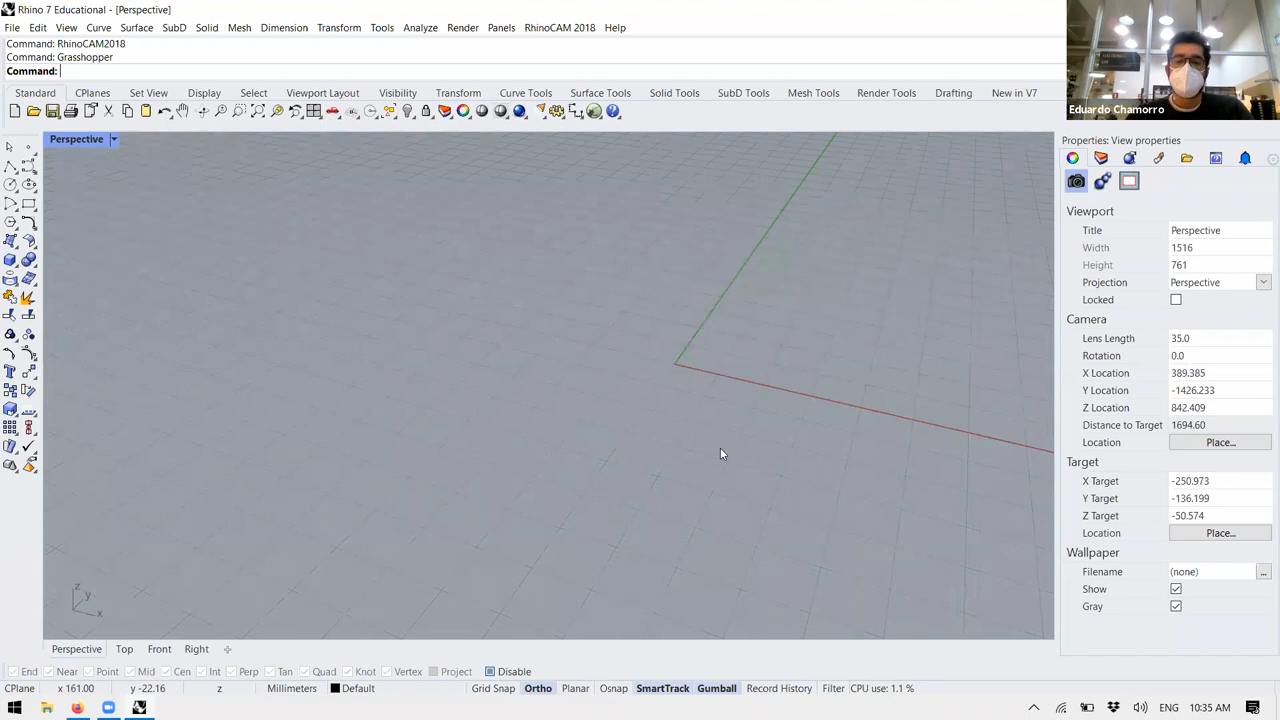 Rhino 7 Educational - [Perspective]
File Edit View Curve Surface SubD Solid Mesh Dimension Transform Tools Analyze Render Panels RhinoCAM 2018 Help
Command: RhinoCAM2018
Command: Grasshopper
Command:
Standard CPlanes Set View Display Select Viewport Layout Visibility Transform Curve Tools Surface Tools Solid Tools SubD Tools Mesh Tools Render Tools Drafting New in V7
Eduardo Chamorro
Perspective
Properties: View properties
Viewport
Title Perspective
Width 1516
Height 761
Projection Perspective
Locked
Camera
Lens Length 35.0
Rotation 0.0
X Location 389.385
Y Location -1426.233
Z Location 842.409
Distance to Target 1694.60
Location Place...
Target
X Target -250.973
Y Target -136.199
Z Target -50.574
Location Place...
Wallpaper
Filename (none) ...
Show
Gray
z
y
x
Perspective Top Front Right
End Near Point Mid Cen Int Perp Tan Quad Knot Vertex Project Disable
CPlane x 161.00 y -22.16 z Millimeters Default Grid Snap Ortho Planar Osnap SmartTrack Gumball Record History Filter CPU use: 1.1 %
ENG 10:35 AM